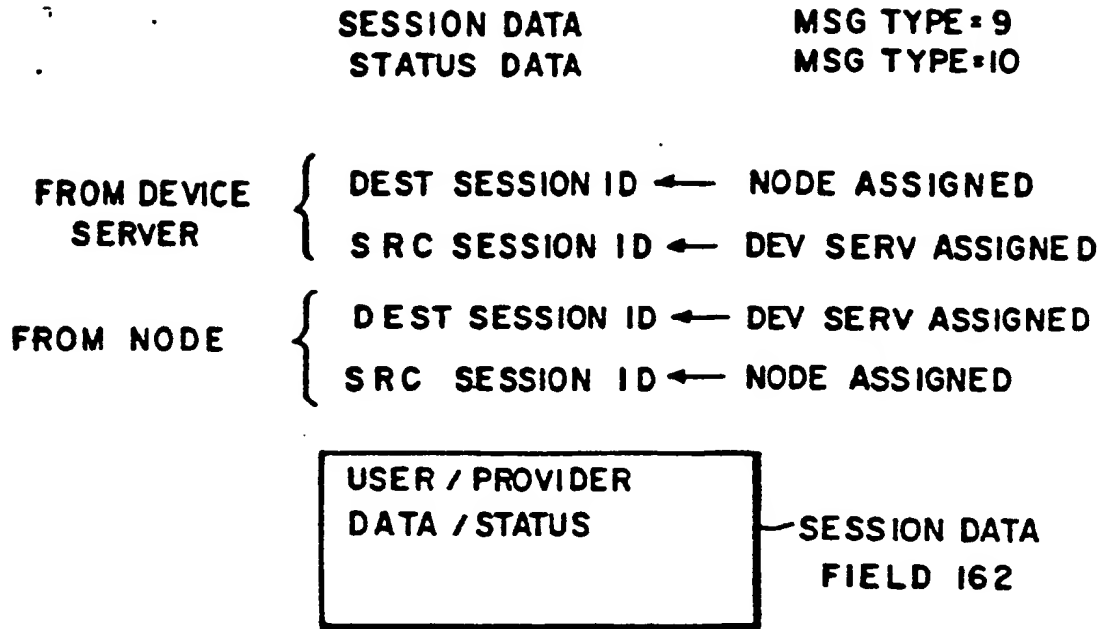 SESSION DATA MSG TYPE=9
STATUS DATA MSG TYPE=10
FROM DEVICE SERVER
DEST SESSION ID ← NODE ASSIGNED
SRC SESSION ID ← DEV SERV ASSIGNED
FROM NODE
DEST SESSION ID ← DEV SERV ASSIGNED
SRC SESSION ID ← NODE ASSIGNED
USER / PROVIDER
DATA / STATUS
SESSION DATA
FIELD 162